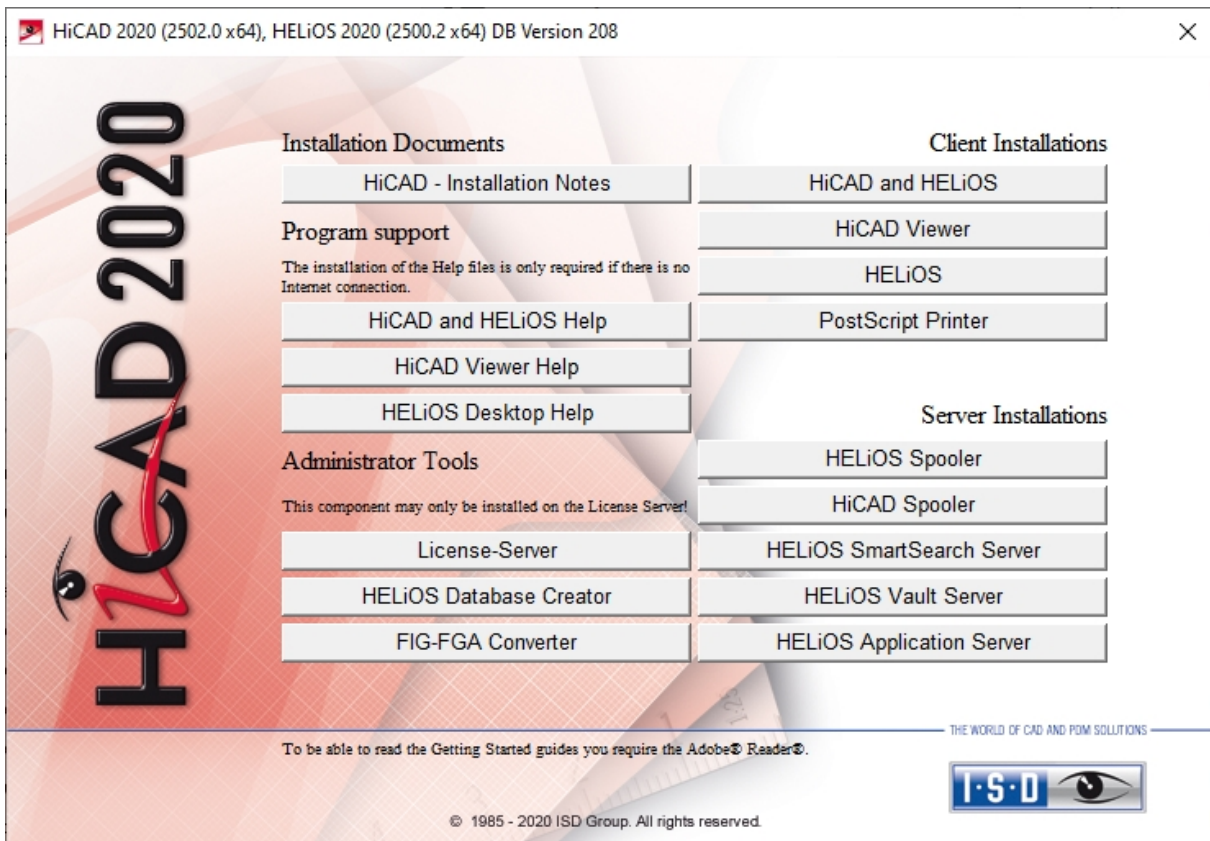 HiCAD 2020 (2502.0 x64), HELiOS 2020 (2500.2 x64) DB Version 208
HiCAD 2020
Installation Documents
HiCAD - Installation Notes
Program support
The installation of the Help files is only required if there is no
Internet connection.
HiCAD and HELiOS Help
HiCAD Viewer Help
HELiOS Desktop Help
Administrator Tools
This component may only be installed on the License Server!
License-Server
HELiOS Database Creator
FIG-FGA Converter
Client Installations
HiCAD and HELiOS
HiCAD Viewer
HELiOS
PostScript Printer
Server Installations
HELiOS Spooler
HiCAD Spooler
HELiOS SmartSearch Server
HELiOS Vault Server
HELiOS Application Server
1:25
THE WORLD OF CAD AND PDM SOLUTIONS
To be able to read the Getting Started guides you require the Adobe® Reader®.
I·S·D
© 1985 - 2020 ISD Group. All rights reserved.